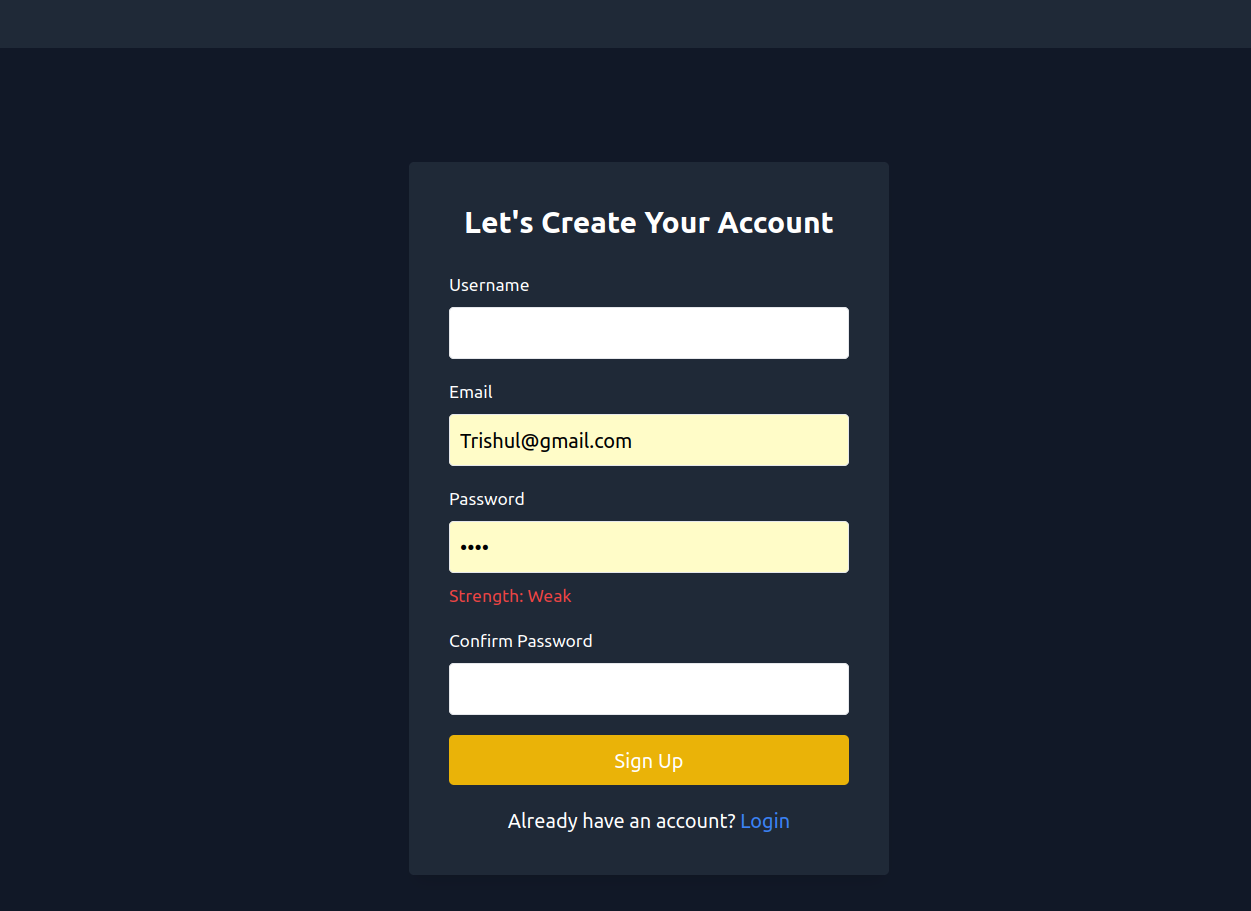 Let's Create Your Account
Username
Email
Trishul@gmail.com
Password
••••
Strength: Weak
Confirm Password
Sign Up
Already have an account? Login